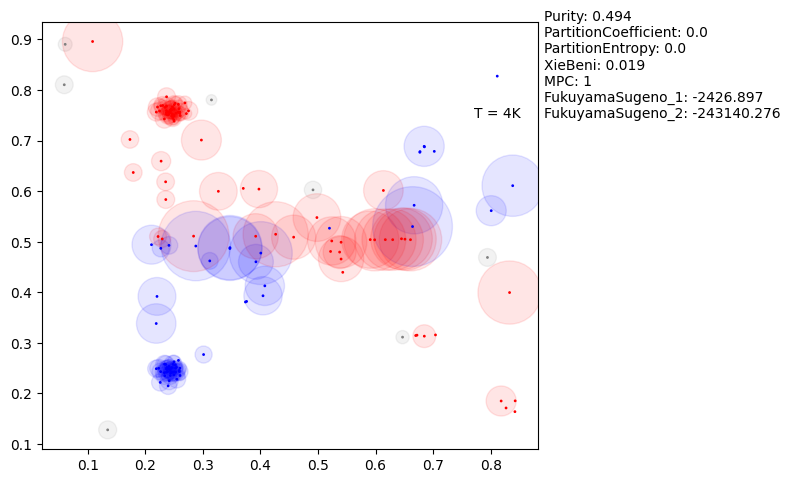 Purity: 0.494
PartitionCoefficient: 0.0
PartitionEntropy: 0.0
XieBeni: 0.019
MPC: 1
FukuyamaSugeno_1: -2426.897
FukuyamaSugeno_2: -243140.276
T = 4K
0.9
0.8
0.7
0.6
0.5
0.4
0.3
0.2
0.1
0.1 0.2 0.3 0.4 0.5 0.6 0.7 0.8